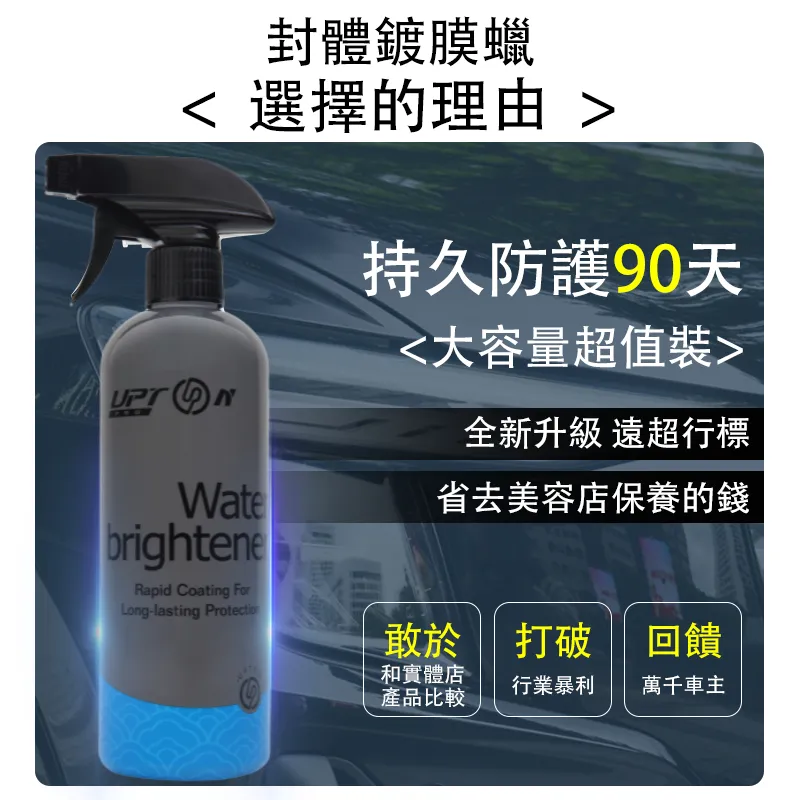 封體鍍膜蠟
< 選擇的理由 >
持久防護90天
<大容量超值裝>
全新升級 遠超行標
省去美容店保養的錢
UPT N
Water
brightener
Rapid Coating For
Long-lasting Protection
敢於
和實體店
產品比較
打破
行業暴利
回饋
萬千車主